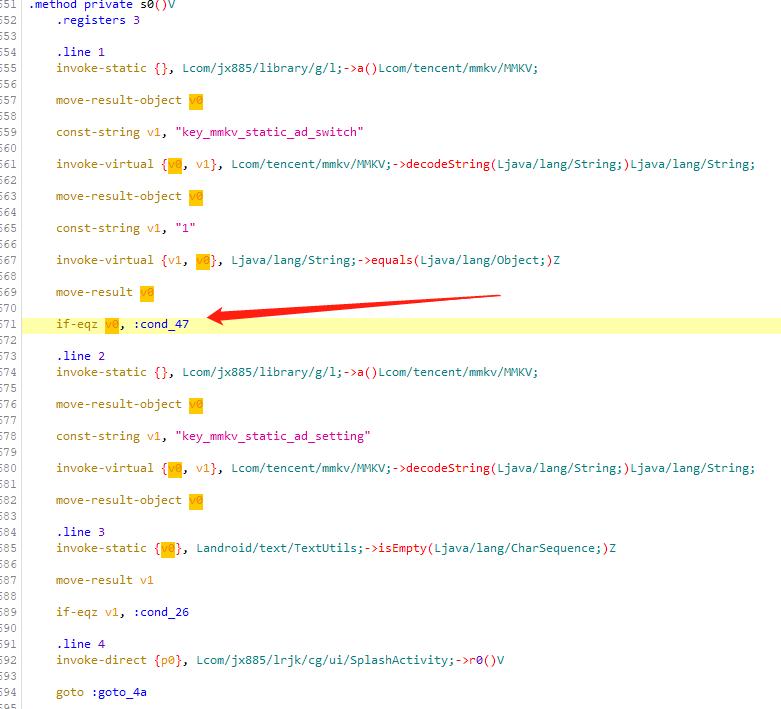 551 .method private s0()V
552 .registers 3
553
554 .line 1
555 invoke-static {}, Lcom/jx885/library/g/l;->a()Lcom/tencent/mmkv/MMKV;
556
557 move-result-object v0
558
559 const-string v1, "key_mmkv_static_ad_switch"
560
561 invoke-virtual {v0, v1}, Lcom/tencent/mmkv/MMKV;->decodeString(Ljava/lang/String;)Ljava/lang/String;
562
563 move-result-object v0
564
565 const-string v1, "1"
566
567 invoke-virtual {v1, v0}, Ljava/lang/String;->equals(Ljava/lang/Object;)Z
568
569 move-result v0
570
571 if-eqz v0, :cond_47
572
573 .line 2
574 invoke-static {}, Lcom/jx885/library/g/l;->a()Lcom/tencent/mmkv/MMKV;
575
576 move-result-object v0
577
578 const-string v1, "key_mmkv_static_ad_setting"
579
580 invoke-virtual {v0, v1}, Lcom/tencent/mmkv/MMKV;->decodeString(Ljava/lang/String;)Ljava/lang/String;
581
582 move-result-object v0
583
584 .line 3
585 invoke-static {v0}, Landroid/text/TextUtils;->isEmpty(Ljava/lang/CharSequence;)Z
586
587 move-result v1
588
589 if-eqz v1, :cond_26
590
591 .line 4
592 invoke-direct {p0}, Lcom/jx885/lrjk/cg/ui/SplashActivity;->r0()V
593
594 goto :goto_4a
595